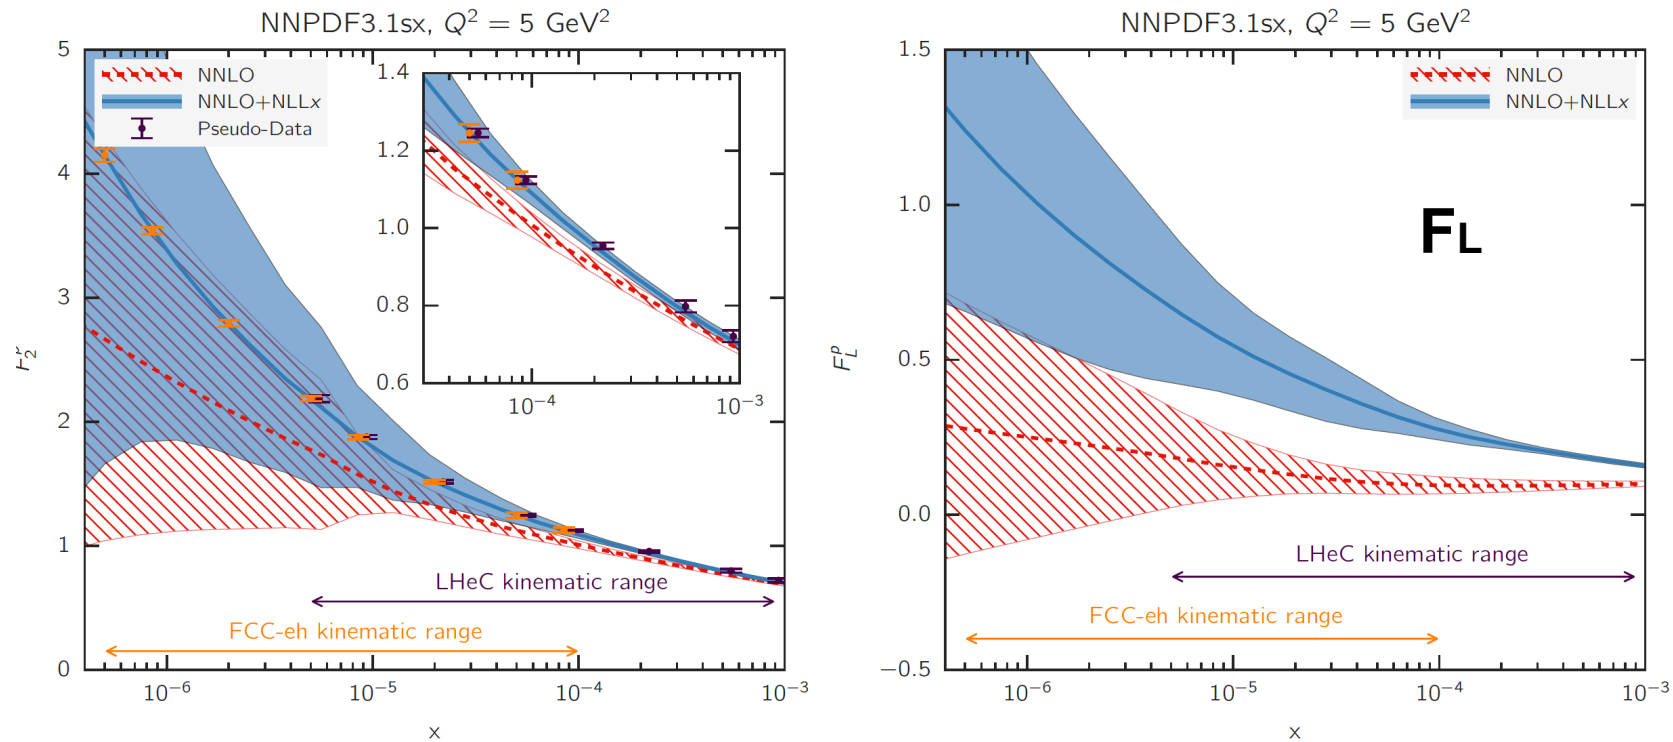 NNPDF3.1sx, Q² = 5 GeV²
5
4
3
2
1
0
F₂ᵖ
NNLO
NNLO+NLLx
Pseudo-Data
1.4
1.2
1.0
0.8
0.6
10⁻⁴
10⁻³
LHeC kinematic range
FCC-eh kinematic range
10⁻⁶
10⁻⁵
10⁻⁴
10⁻³
x
NNPDF3.1sx, Q² = 5 GeV²
1.5
1.0
0.5
0.0
−0.5
F_L^p
NNLO
NNLO+NLLx
FL
LHeC kinematic range
FCC-eh kinematic range
10⁻⁶
10⁻⁵
10⁻⁴
10⁻³
x